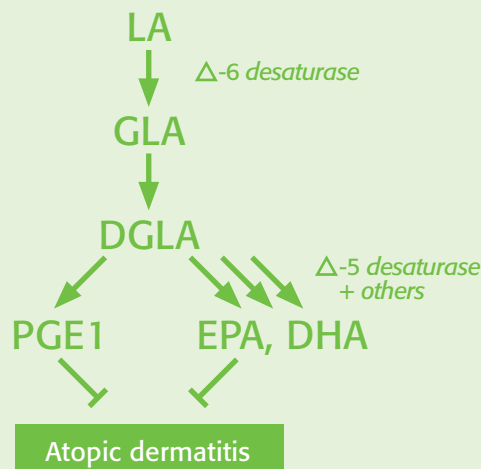 LA
△-6 desaturase
GLA
DGLA
△-5 desaturase
+ others
PGE1
EPA, DHA
Atopic dermatitis